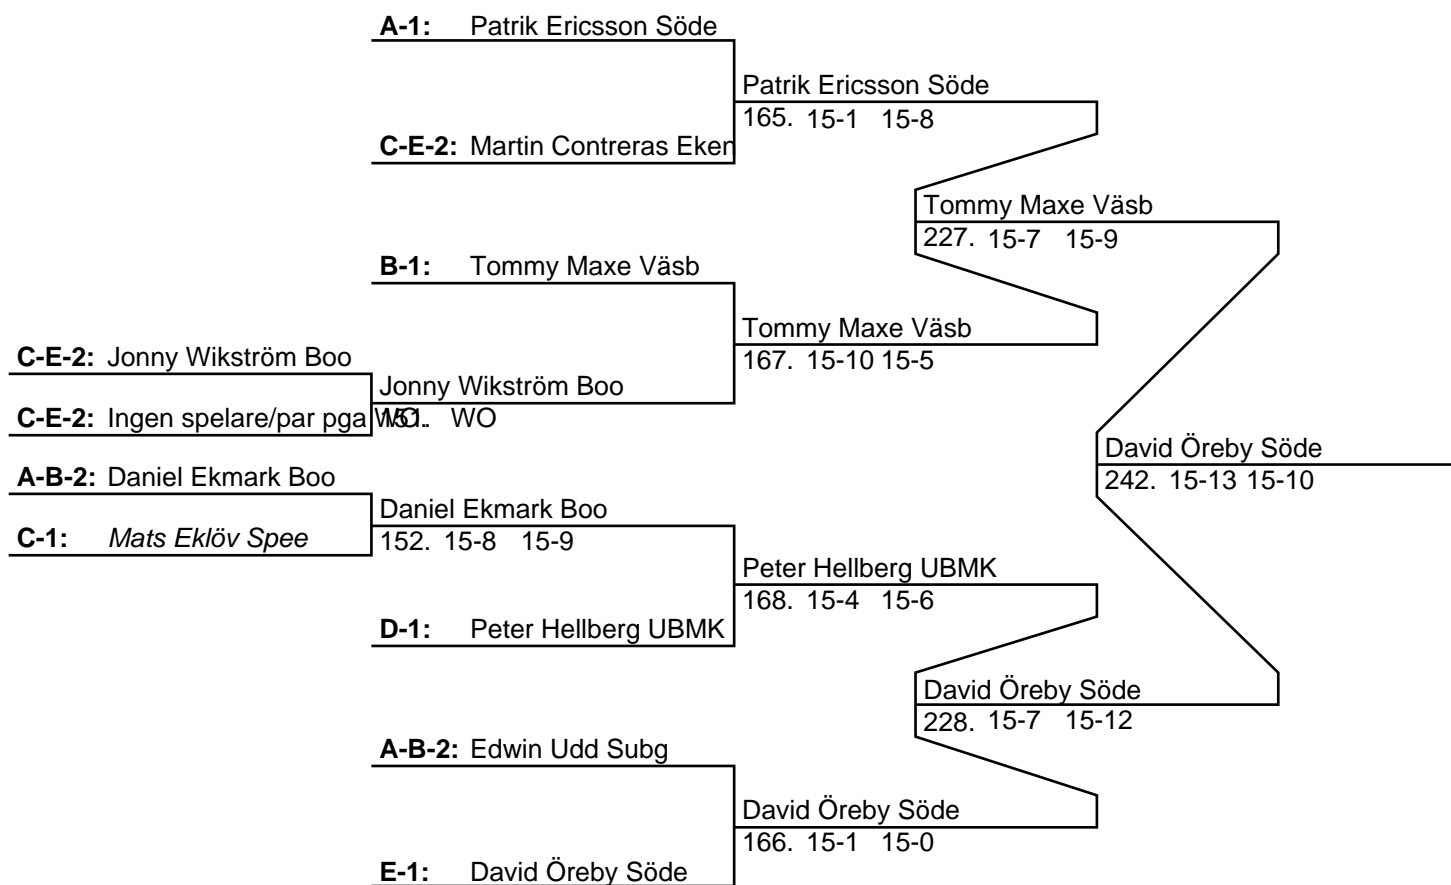 A-1: Patrik Ericsson Söde
Patrik Ericsson Söde
165. 15-1 15-8
C-E-2: Martin Contreras Eken
Tommy Maxe Väsb
227. 15-7 15-9
B-1: Tommy Maxe Väsb
Tommy Maxe Väsb
167. 15-10 15-5
C-E-2: Jonny Wikström Boo
Jonny Wikström Boo
C-E-2: Ingen spelare/par pga WO
151. WO
David Öreby Söde
242. 15-13 15-10
A-B-2: Daniel Ekmark Boo
Daniel Ekmark Boo
C-1: Mats Eklöv Spee
152. 15-8 15-9
Peter Hellberg UBMK
168. 15-4 15-6
D-1: Peter Hellberg UBMK
David Öreby Söde
228. 15-7 15-12
A-B-2: Edwin Udd Subg
David Öreby Söde
166. 15-1 15-0
E-1: David Öreby Söde